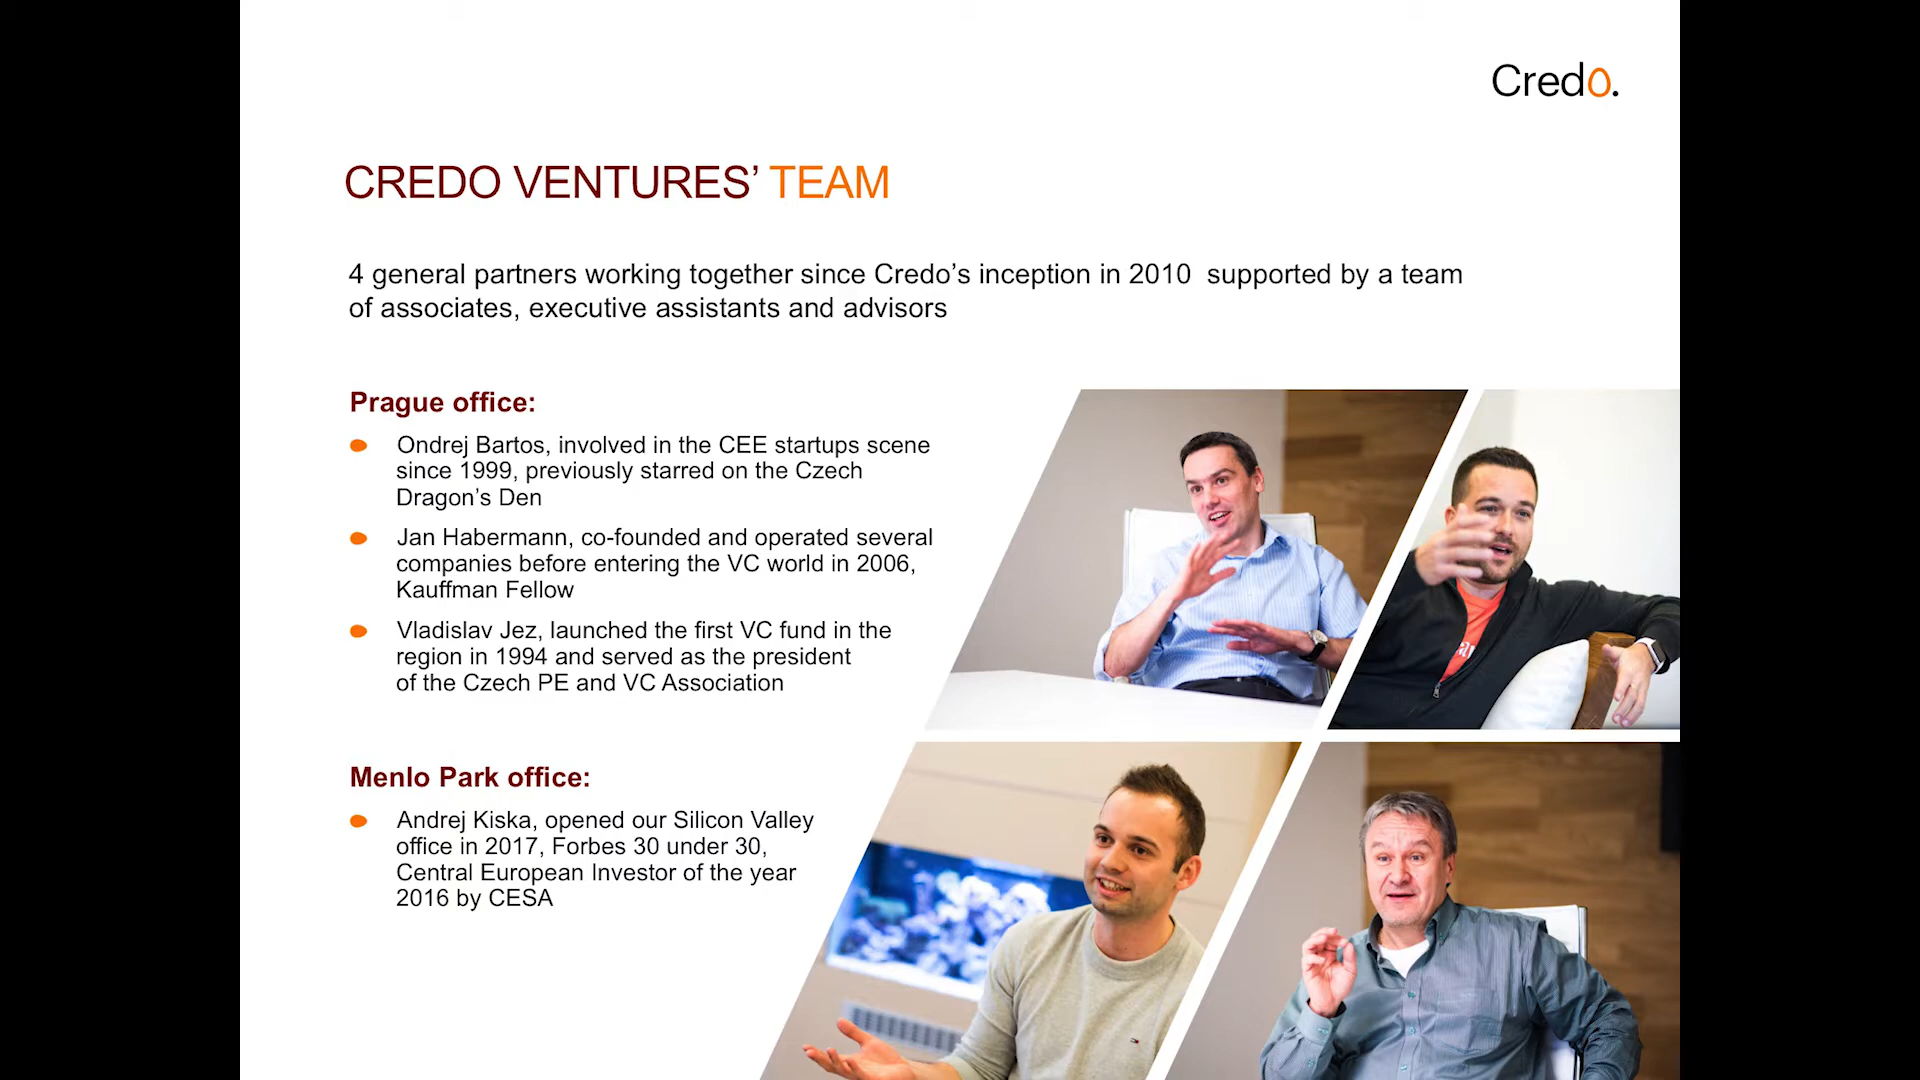 Credo.
CREDO VENTURES’ TEAM
4 general partners working together since Credo’s inception in 2010 supported by a team
of associates, executive assistants and advisors
Prague office:
Ondrej Bartos, involved in the CEE startups scene
since 1999, previously starred on the Czech
Dragon’s Den
Jan Habermann, co-founded and operated several
companies before entering the VC world in 2006,
Kauffman Fellow
Vladislav Jez, launched the first VC fund in the
region in 1994 and served as the president
of the Czech PE and VC Association
Menlo Park office:
Andrej Kiska, opened our Silicon Valley
office in 2017, Forbes 30 under 30,
Central European Investor of the year
2016 by CESA